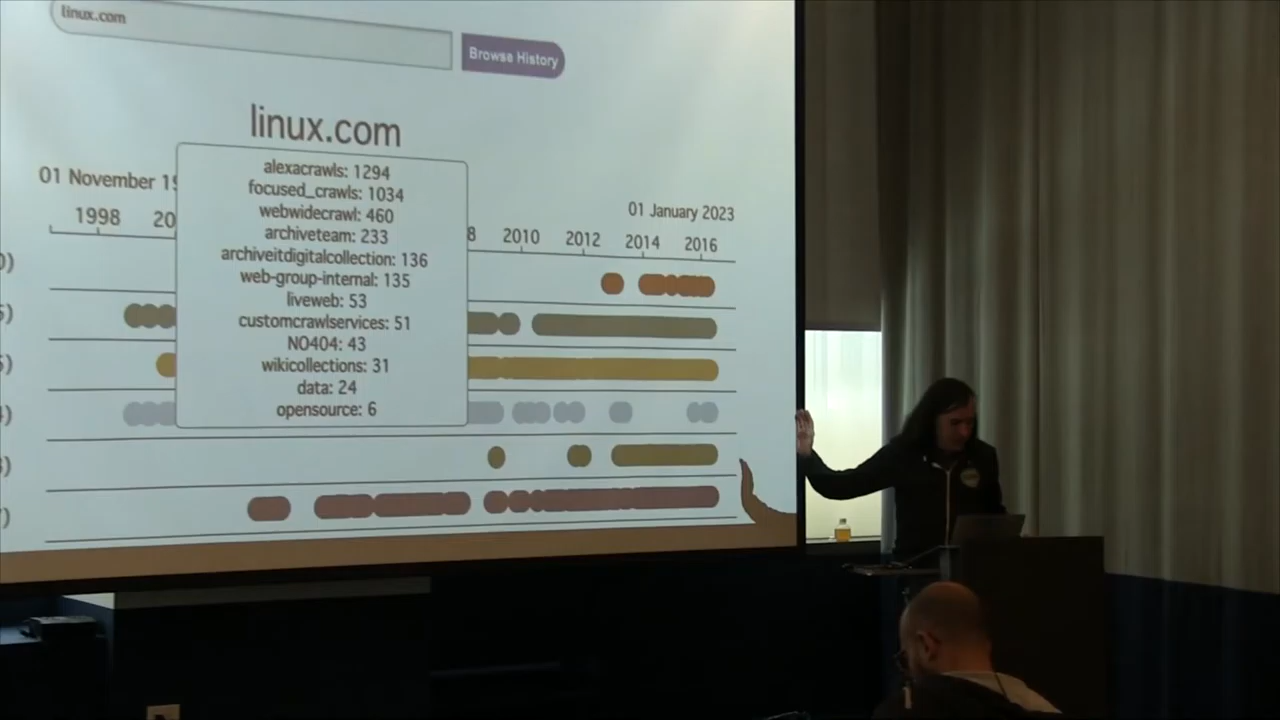 linux.com
Browse History
linux.com
01 November 19
01 January 2023
1998 20 8 2010 2012 2014 2016
alexacrawls: 1294
focused_crawls: 1034
webwidecrawl: 460
archiveteam: 233
archiveitdigitalcollection: 136
web-group-internal: 135
liveweb: 53
customcrawlservices: 51
NO404: 43
wikicollections: 31
data: 24
opensource: 6